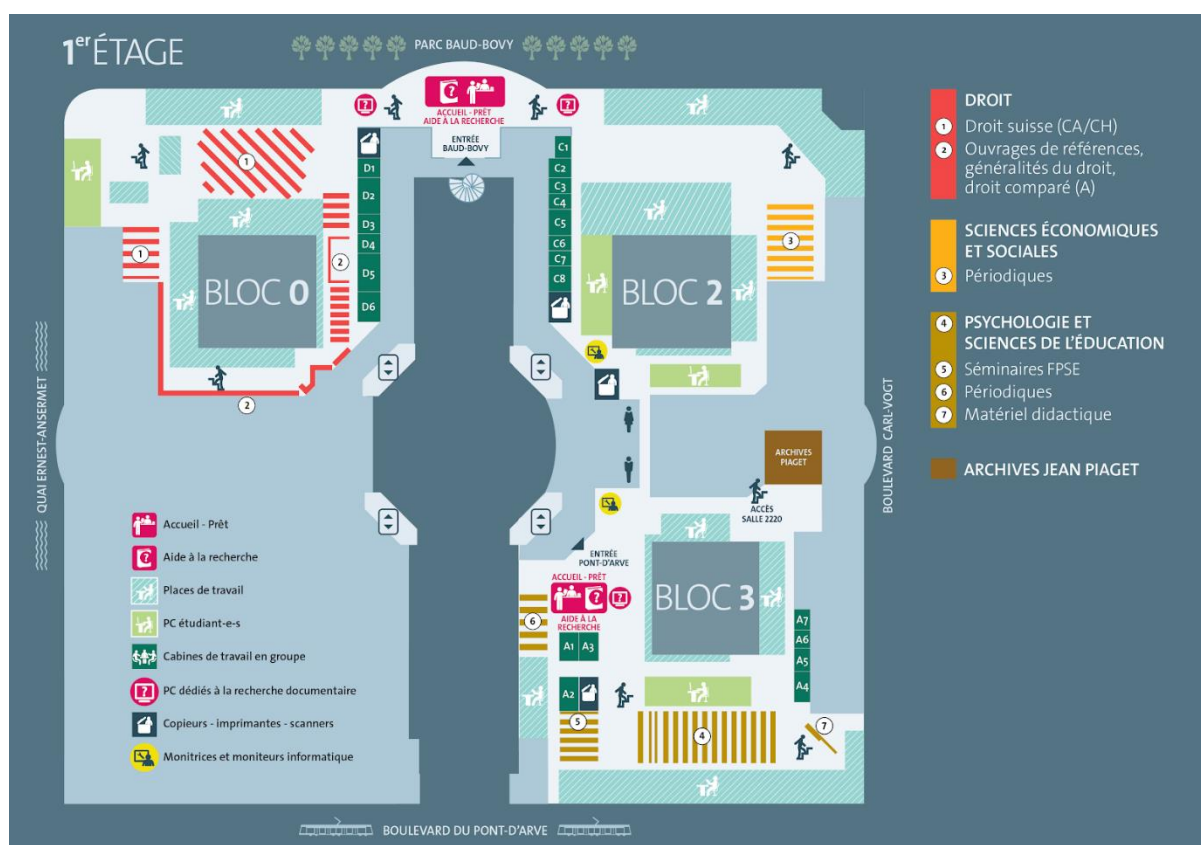 1er ÉTAGE
PARC BAUD-BOVY
ACCUEIL - PRÊT
AIDE À LA RECHERCHE
ENTRÉE
BAUD-BOVY
D1
D2
D3
D4
D5
D6
C1
C2
C3
C4
C5
C6
C7
C8
1
1
2
2
3
BLOC 0
BLOC 2
QUAI ERNEST-ANSERMET
BOULEVARD CARL-VOGT
ARCHIVES
PIAGET
ACCÈS
SALLE 2220
ENTRÉE
PONT-D'ARVE
ACCUEIL - PRÊT
AIDE À LA
RECHERCHE
BLOC 3
6
A1
A3
A2
A7
A6
A5
A4
5
4
7
Accueil - Prêt
Aide à la recherche
Places de travail
PC étudiant-e-s
Cabines de travail en groupe
PC dédiés à la recherche documentaire
Copieurs - imprimantes - scanners
Monitrices et moniteurs informatique
BOULEVARD DU PONT-D'ARVE
DROIT
1 Droit suisse (CA/CH)
2 Ouvrages de références,
généralités du droit,
droit comparé (A)
SCIENCES ÉCONOMIQUES
ET SOCIALES
3 Périodiques
4 PSYCHOLOGIE ET
SCIENCES DE L'ÉDUCATION
5 Séminaires FPSE
6 Périodiques
7 Matériel didactique
ARCHIVES JEAN PIAGET